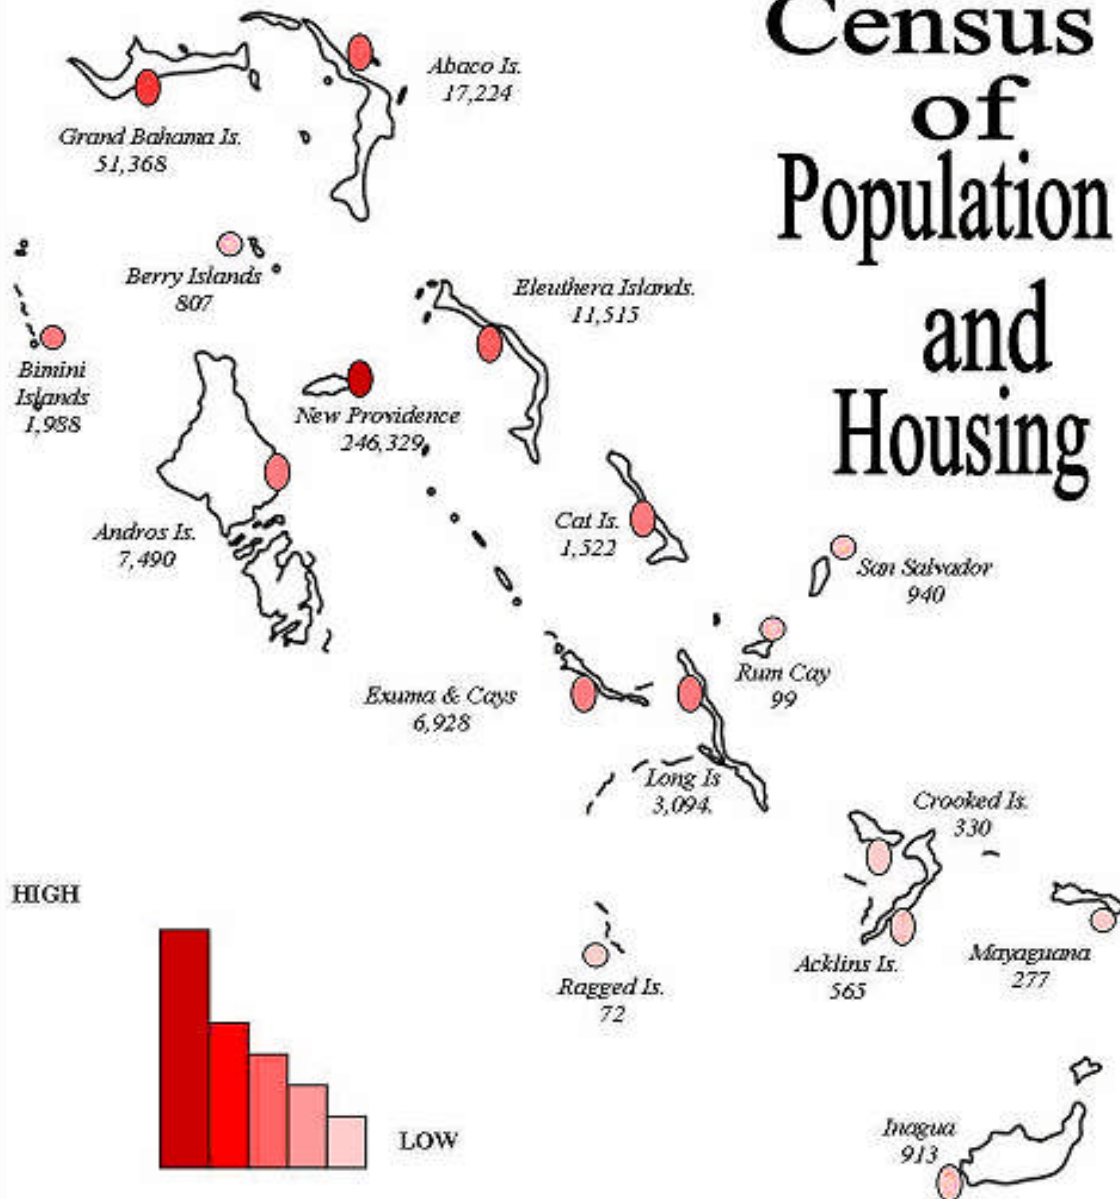 Census
of
Population
and
Housing
Abaco Is.
17,224
Grand Bahama Is.
51,368
Berry Islands
807
Eleuthera Islands.
11,515
Bimini
Islands
1,988
New Providence
246,329
Andros Is.
7,490
Cat Is.
1,522
San Salvador
940
Rum Cay
99
Exuma & Cays
6,928
Long Is
3,094.
Crooked Is.
330
Acklins Is.
565
Mayaguana
277
Ragged Is.
72
Inagua
913
HIGH
LOW